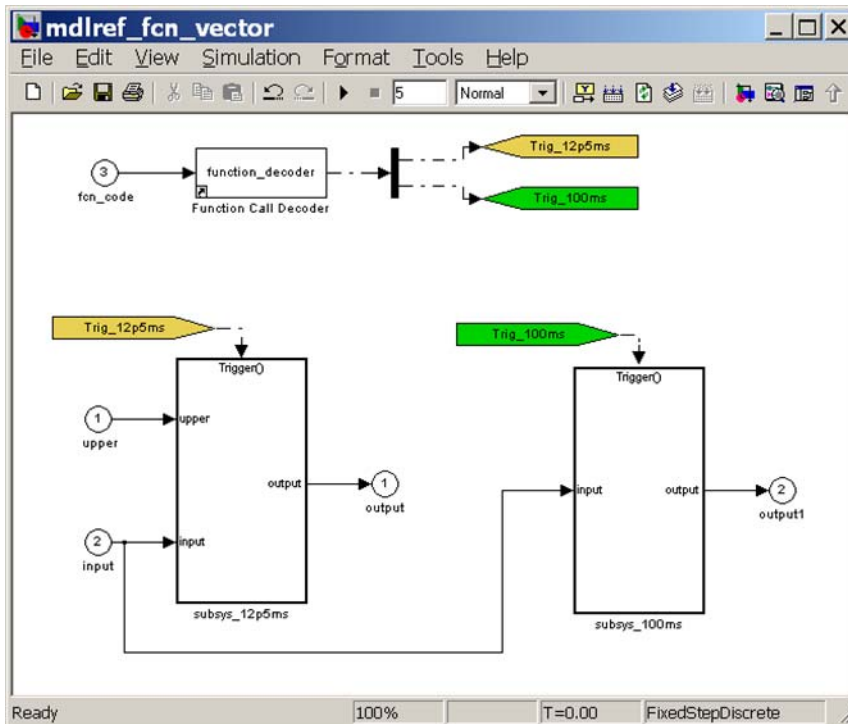 mdlref_fcn_vector
File Edit View Simulation Format Tools Help
5 Normal
Trig_12p5ms
3 function_decoder
fcn_code
Trig_100ms
Function Call Decoder
Trig_12p5ms
Trig_100ms
Trigger()
Trigger()
1 upper
upper
output 1
output
input output 2
output1
2 input
input
subsys_12p5ms
subsys_100ms
Ready 100% T=0.00 FixedStepDiscrete